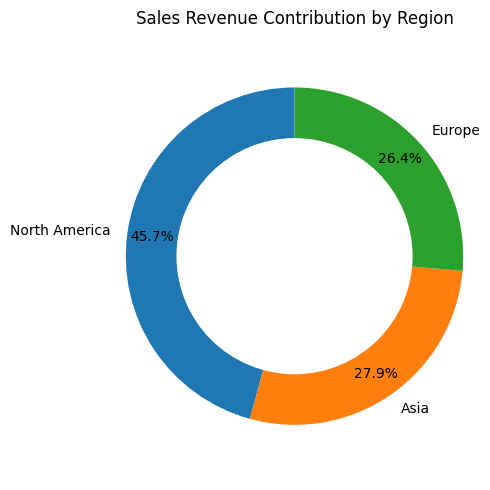 Sales Revenue Contribution by Region
Europe
26.4%
North America
45.7%
27.9%
Asia